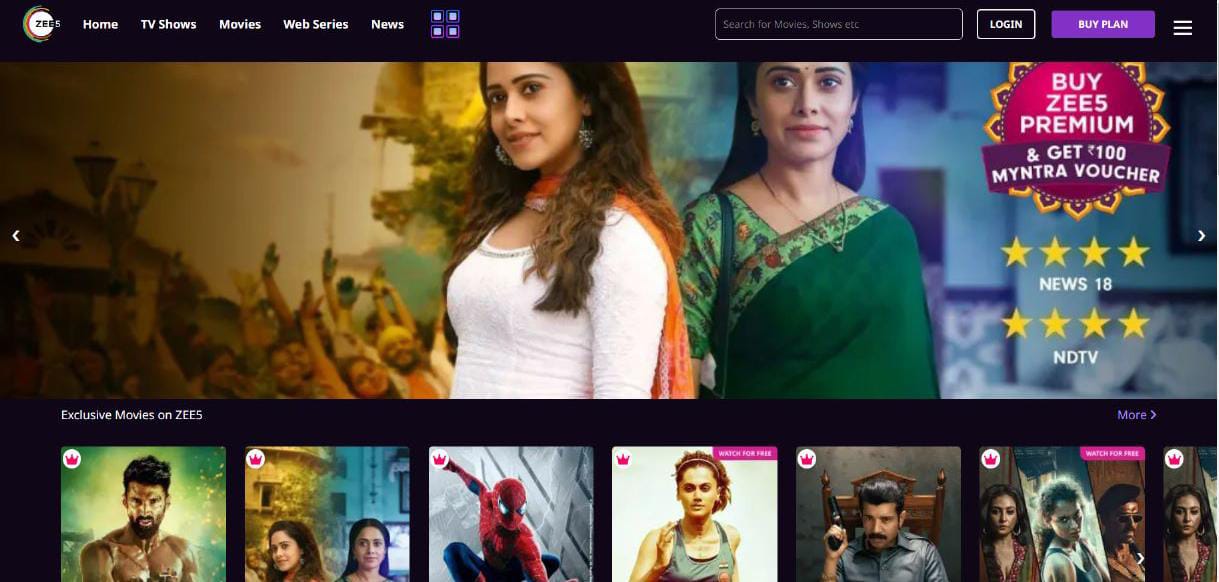 ZEE5
Home
TV Shows
Movies
Web Series
News
Search for Movies, Shows etc
LOGIN
BUY PLAN
BUY
ZEE5
PREMIUM
& GET ₹100
MYNTRA VOUCHER
NEWS 18
NDTV
Exclusive Movies on ZEE5
More
WATCH FOR FREE
WATCH FOR FREE